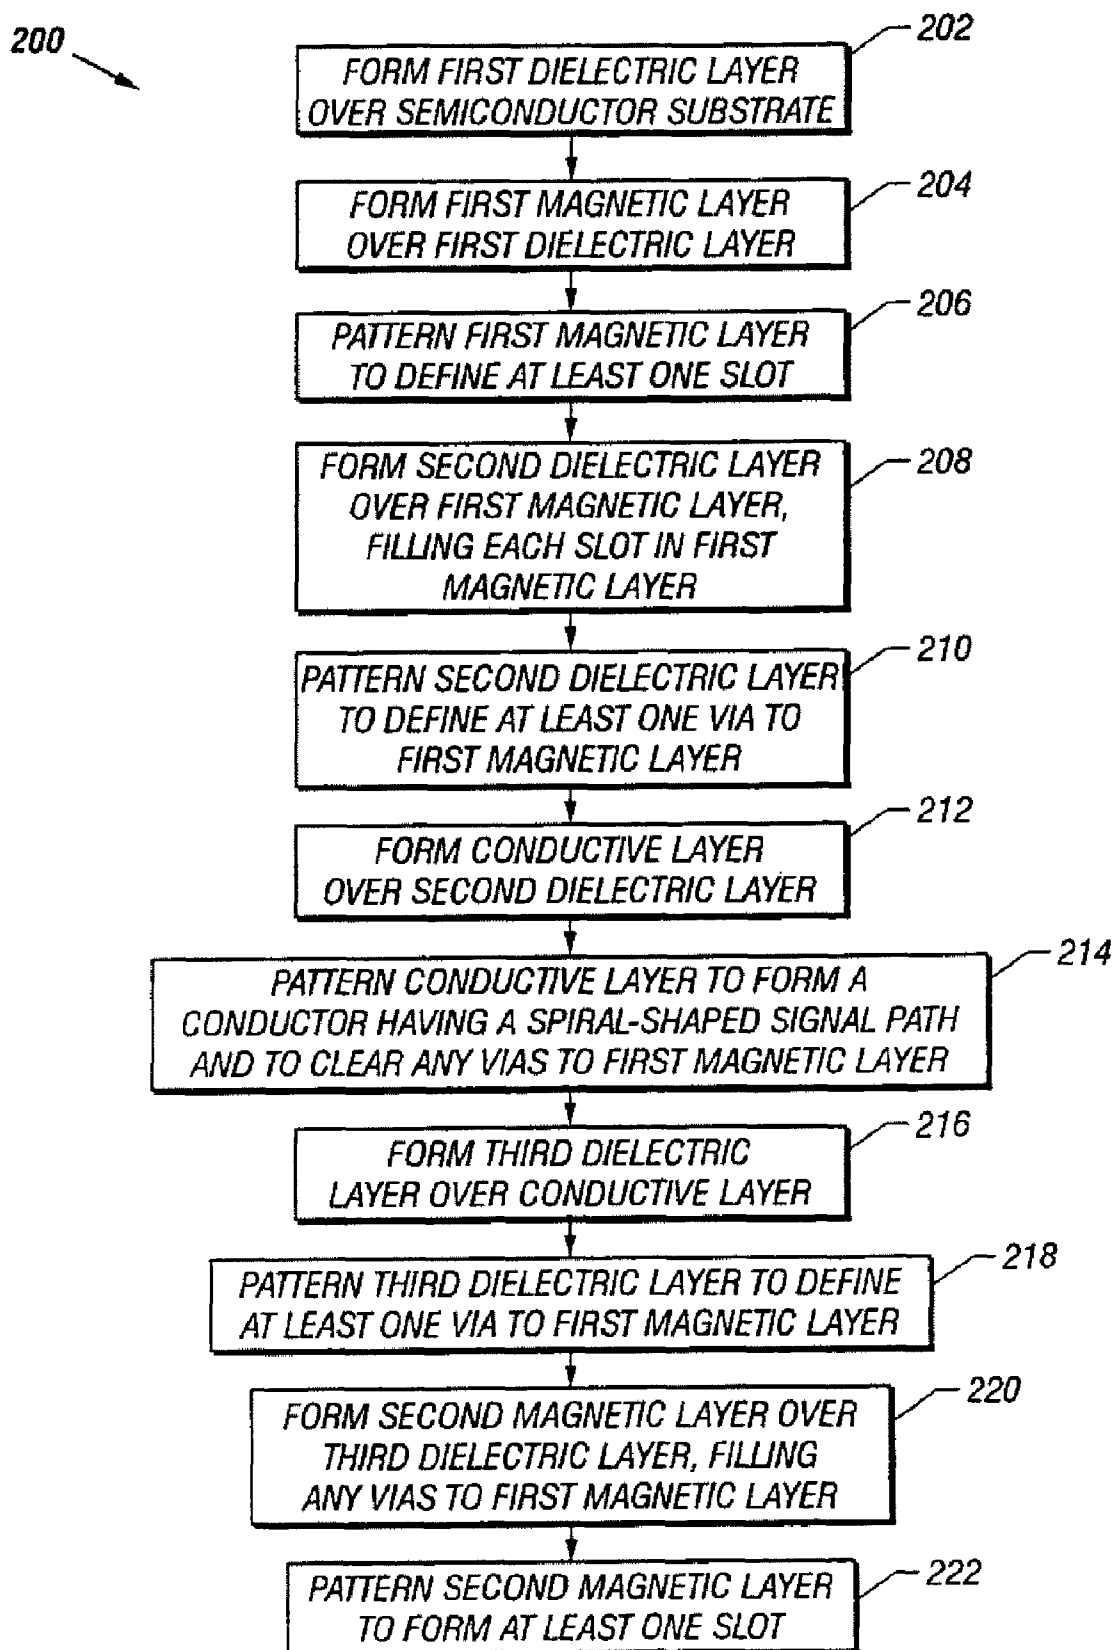 200
202
FORM FIRST DIELECTRIC LAYER
OVER SEMICONDUCTOR SUBSTRATE
204
FORM FIRST MAGNETIC LAYER
OVER FIRST DIELECTRIC LAYER
206
PATTERN FIRST MAGNETIC LAYER
TO DEFINE AT LEAST ONE SLOT
208
FORM SECOND DIELECTRIC LAYER
OVER FIRST MAGNETIC LAYER,
FILLING EACH SLOT IN FIRST
MAGNETIC LAYER
210
PATTERN SECOND DIELECTRIC LAYER
TO DEFINE AT LEAST ONE VIA TO
FIRST MAGNETIC LAYER
212
FORM CONDUCTIVE LAYER
OVER SECOND DIELECTRIC LAYER
214
PATTERN CONDUCTIVE LAYER TO FORM A
CONDUCTOR HAVING A SPIRAL-SHAPED SIGNAL PATH
AND TO CLEAR ANY VIAS TO FIRST MAGNETIC LAYER
216
FORM THIRD DIELECTRIC
LAYER OVER CONDUCTIVE LAYER
218
PATTERN THIRD DIELECTRIC LAYER TO DEFINE
AT LEAST ONE VIA TO FIRST MAGNETIC LAYER
220
FORM SECOND MAGNETIC LAYER OVER
THIRD DIELECTRIC LAYER, FILLING
ANY VIAS TO FIRST MAGNETIC LAYER
222
PATTERN SECOND MAGNETIC LAYER
TO FORM AT LEAST ONE SLOT